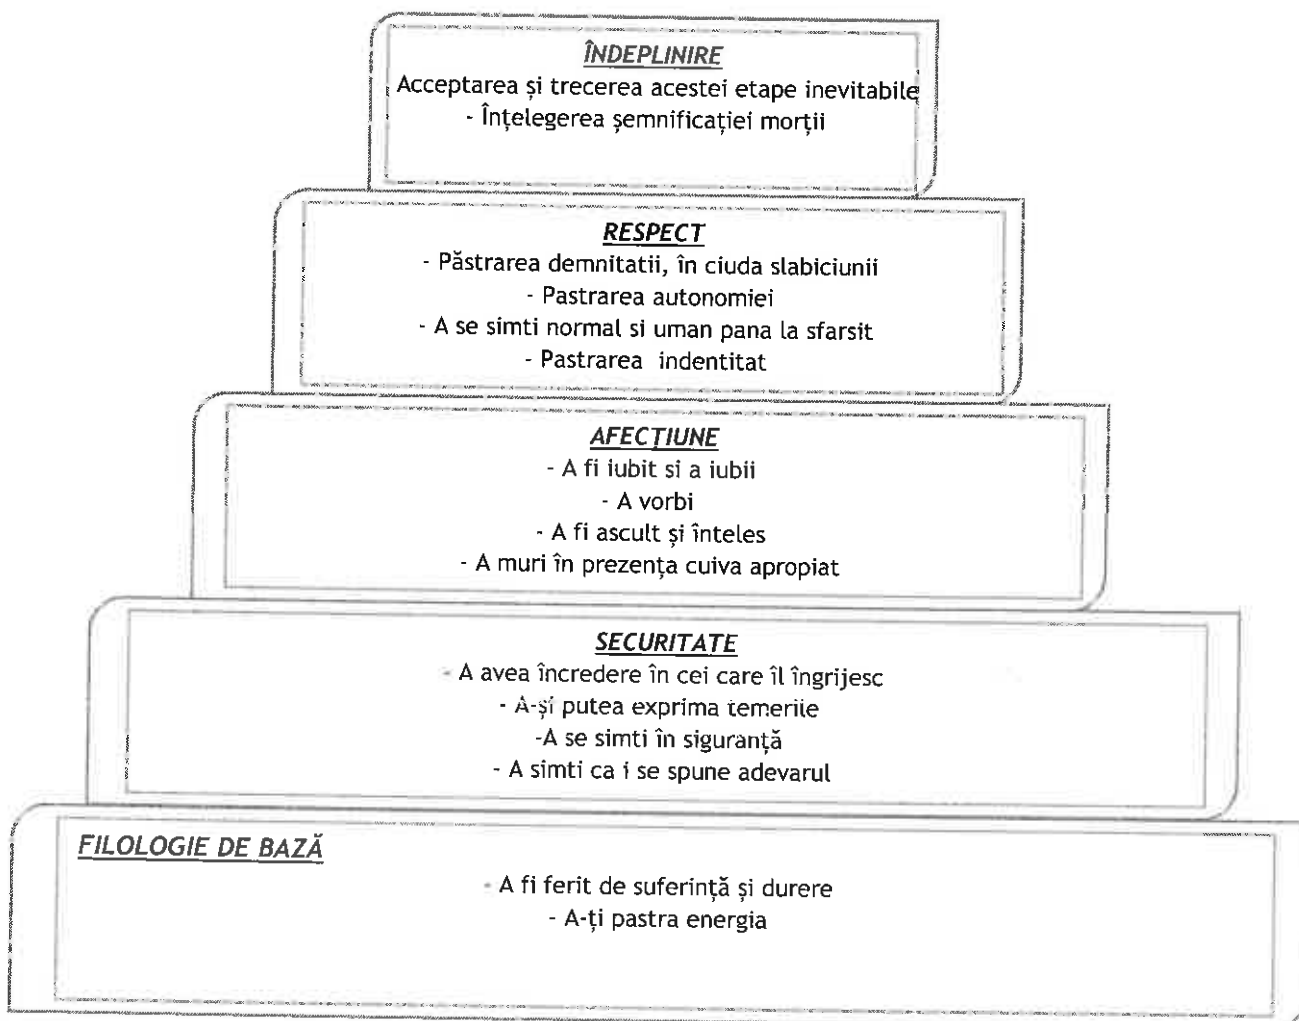 ÎNDEPLINIRE
Acceptarea și trecerea acestei etape inevitabile
- Înțelegerea șemnificației morții
RESPECT
- Păstrarea demnitatii, în ciuda slabiciunii
- Pastrarea autonomiei
- A se simti normal si uman pana la sfarsit
- Pastrarea indentitat
AFECȚIUNE
- A fi iubit si a iubii
- A vorbi
- A fi ascult și înteles
- A muri în prezența cuiva apropiat
SECURITATE
- A avea încredere în cei care îl îngrijesc
- A-și putea exprima temerile
-A se simti în siguranță
- A simti ca i se spune adevarul
FILOLOGIE DE BAZĂ
- A fi ferit de suferință și durere
- A-ți pastra energia